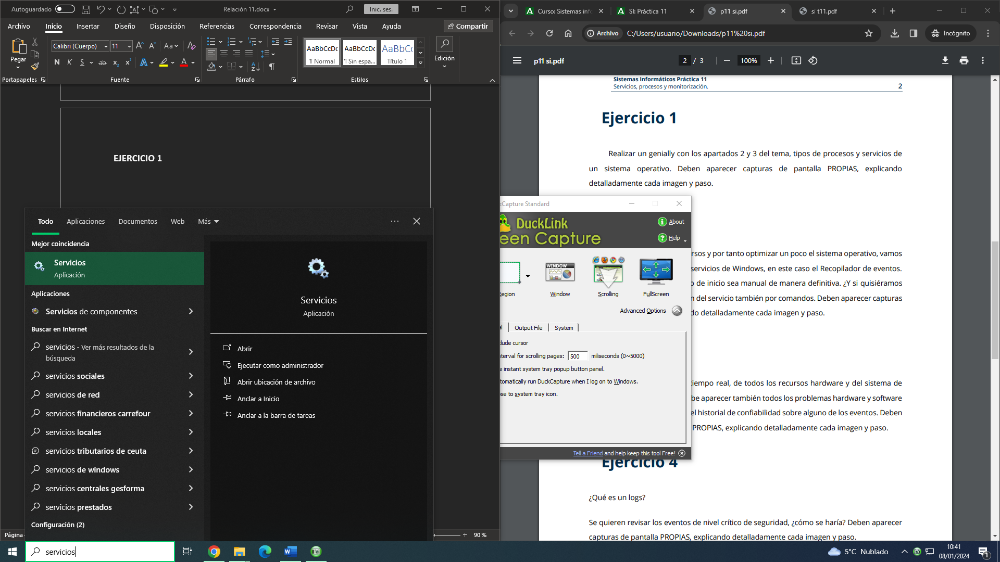 Autoguardado
Relación 11.docx
Inic. ses.
Archivo
Inicio
Insertar
Diseño
Disposición
Referencias
Correspondencia
Revisar
Vista
Ayuda
Compartir
Pegar
Calibri (Cuerpo)
11
Aa
N K S ab x₂ x²
AaBbCcDc
¶ Normal
AaBbCcDc
¶ Sin espa...
AaBbCc
Título 1
Edición
Portapapeles
Fuente
Párrafo
Estilos
EJERCICIO 1
Todo
Aplicaciones
Documentos
Web
Más
Mejor coincidencia
Servicios
Aplicación
Aplicaciones
Servicios de componentes
Buscar en Internet
servicios - Ver más resultados de la
búsqueda
servicios sociales
servicios de red
servicios financieros carrefour
servicios locales
servicios tributarios de ceuta
servicios de windows
servicios centrales gesforma
servicios prestados
Configuración (2)
Servicios
Aplicación
Abrir
Ejecutar como administrador
Abrir ubicación de archivo
Anclar a Inicio
Anclar a la barra de tareas
Página
90 %
servicios
Curso: Sistemas info
SI: Práctica 11
p11 si.pdf
si t11.pdf
Archivo
C:/Users/usuario/Downloads/p11%20si.pdf
Incógnito
p11 si.pdf
2 / 3
100%
Sistemas Informáticos Práctica 11
Servicios, procesos y monitorización.
2
Ejercicio 1
Realizar un genially con los apartados 2 y 3 del tema, tipos de procesos y servicios de
un sistema operativo. Deben aparecer capturas de pantalla PROPIAS, explicando
detalladamente cada imagen y paso.
rsos y por tanto optimizar un poco el sistema operativo, vamos
servicios de Windows, en este caso el Recopilador de eventos.
o de inicio sea manual de manera definitiva. ¿Y si quisiéramos
n del servicio también por comandos. Deben aparecer capturas
do detalladamente cada imagen y paso.
tiempo real, de todos los recursos hardware y del sistema de
be aparecer también todos los problemas hardware y software
el historial de confiabilidad sobre alguno de los eventos. Deben
PROPIAS, explicando detalladamente cada imagen y paso.
Ejercicio 4
¿Qué es un logs?
Se quieren revisar los eventos de nivel crítico de seguridad, ¿cómo se haría? Deben aparecer
capturas de pantalla PROPIAS, explicando detalladamente cada imagen y paso.
kCapture Standard
DuckLink
een Capture
About
Help
egion
WINDOW
Window
Scrolling
FullScreen
Advanced Options
al
Output File
System
lude cursor
terval for scrolling pages:
500
miliseconds (0~5000)
e instant system tray popup button panel.
tomatically run DuckCapture when I log on to Windows.
ose to system tray icon.
Tell a Friend and help keep this tool Free!
5°C Nublado
10:41
08/01/2024
1